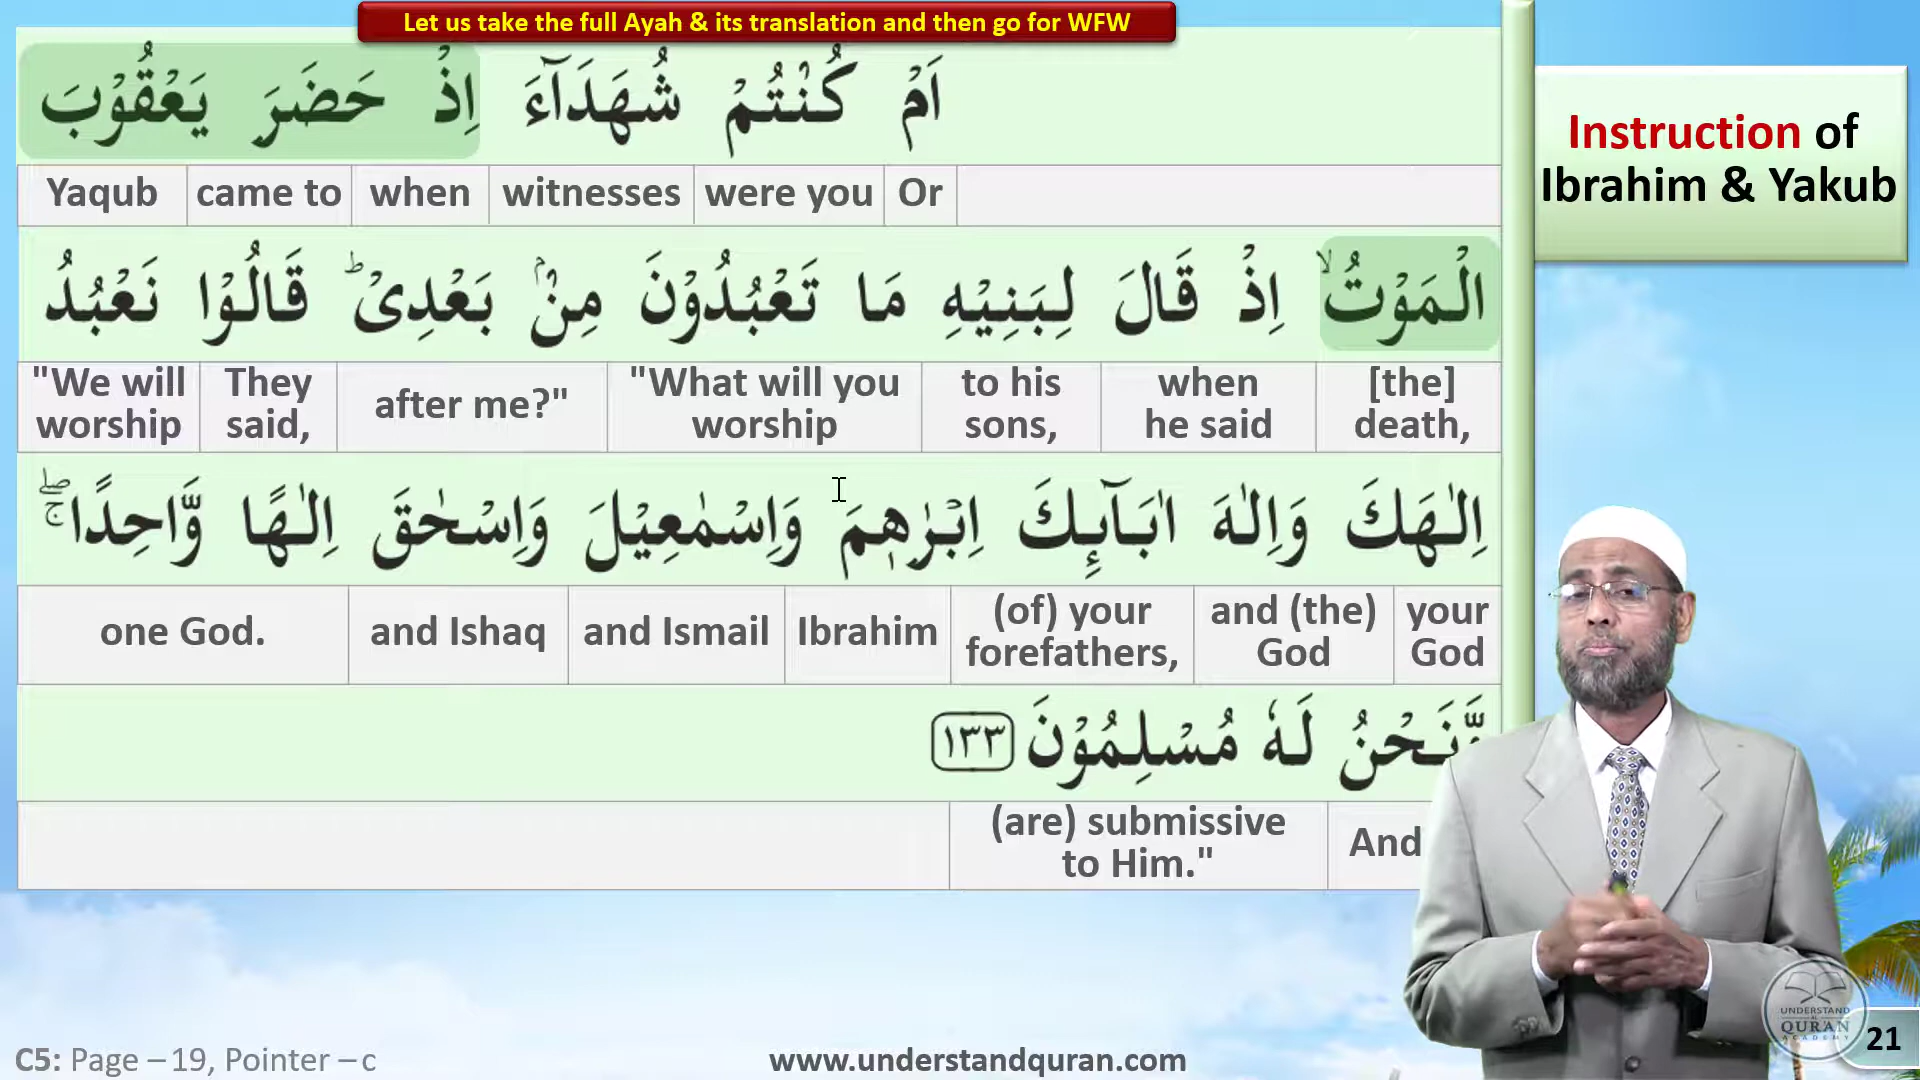 Let us take the full Ayah & its translation and then go for WFW
Instruction of
Ibrahim & Yakub
اَمْ كُنْتُمْ شُهَدَآءَ اِذْ حَضَرَ يَعْقُوْبَ
Yaqub came to when witnesses were you Or
الْمَوْتُۙ اِذْ قَالَ لِبَنِيْهِ مَا تَعْبُدُوْنَ مِنْۢ بَعْدِىْؕ قَالُوْا نَعْبُدُ
"We will worship They said, after me?" "What will you worship to his sons, when he said [the] death,
اِلٰهَكَ وَاِلٰهَ اٰبَآئِكَ اِبْرٰهٖمَ وَاِسْمٰعِيْلَ وَاِسْحٰقَ اِلٰهًا وَّاحِدًاۖۚ
one God. and Ishaq and Ismail Ibrahim (of) your forefathers, and (the) God your God
وَّنَحْنُ لَهٗ مُسْلِمُوْنَ ١٣٣
(are) submissive to Him." And
UNDERSTAND
AL
QURAN
ACADEMY
21
C5: Page – 19, Pointer – c
www.understandquran.com